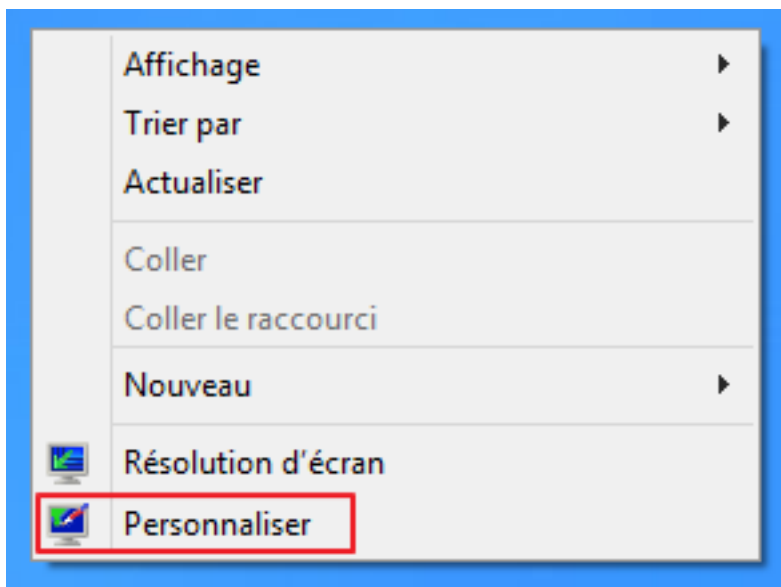 Affichage
Trier par
Actualiser
Coller
Coller le raccourci
Nouveau
Résolution d'écran
Personnaliser